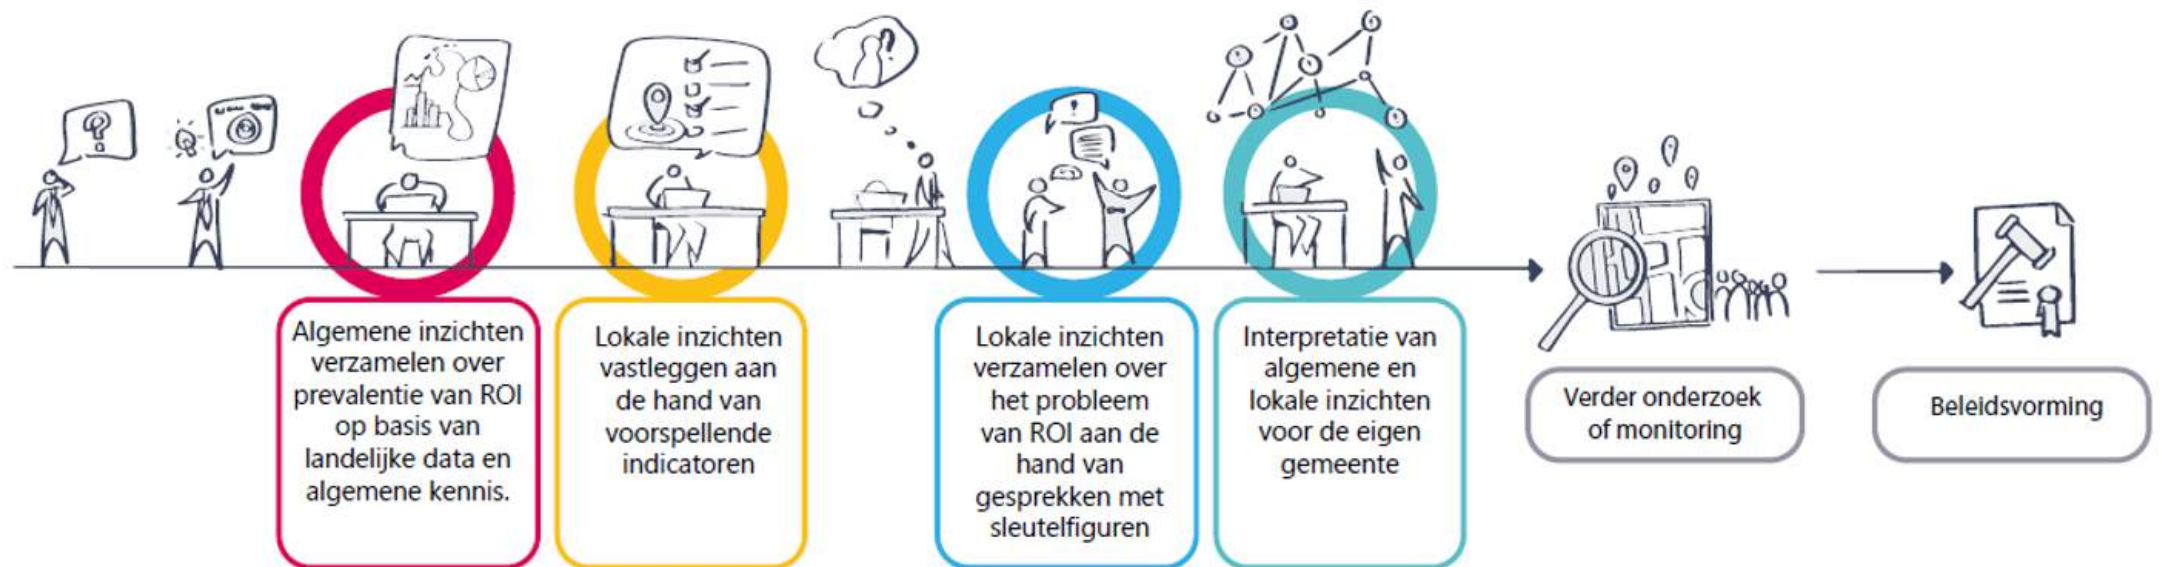 Algemene inzichten
verzamelen over
prevalentie van ROI
op basis van
landelijke data en
algemene kennis.
Lokale inzichten
vastleggen aan
de hand van
voorspellende
indicatoren
Lokale inzichten
verzamelen over
het probleem
van ROI aan de
hand van
gesprekken met
sleutelfiguren
Interpretatie van
algemene en
lokale inzichten
voor de eigen
gemeente
Verder onderzoek
of monitoring
Beleidsvorming